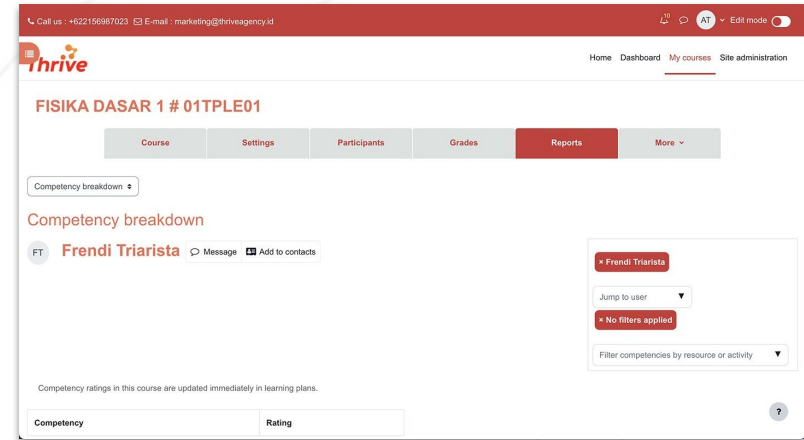 Call us : +622156987023 E-mail : marketing@thriveagency.id
10 AT Edit mode
Thrive
Home Dashboard My courses Site administration
FISIKA DASAR 1 # 01TPLE01
Course Settings Participants Grades Reports More
Competency breakdown
Competency breakdown
FT Frendi Triarista Message Add to contacts
× Frendi Triarista
Jump to user ▼
× No filters applied
Filter competencies by resource or activity ▼
Competency ratings in this course are updated immediately in learning plans.
?
Competency Rating